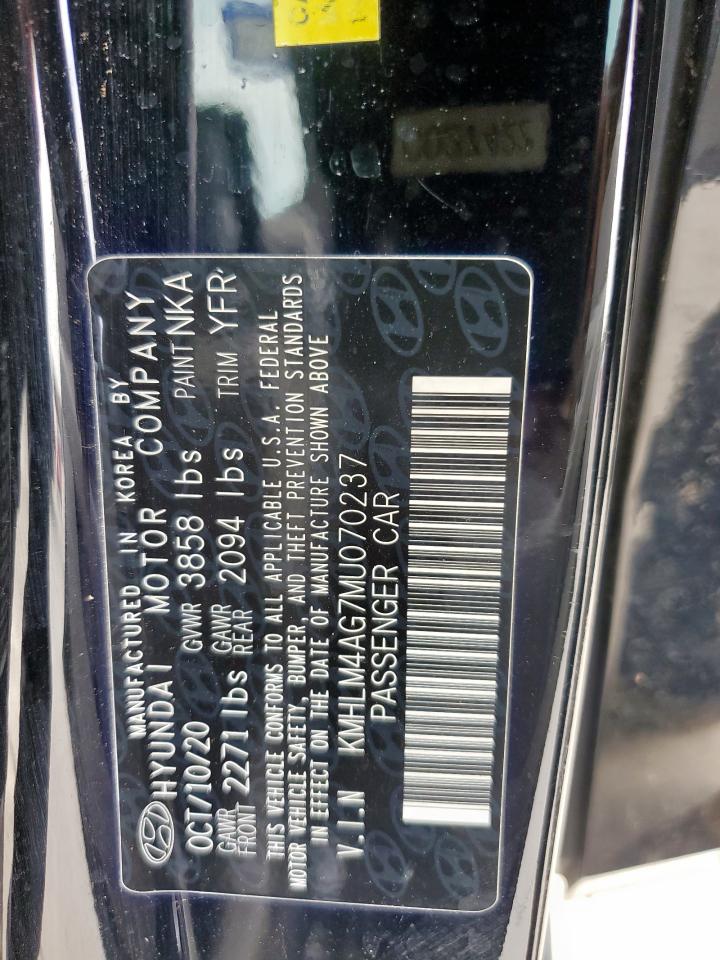 MANUFACTURED IN KOREA BY
HYUNDAI MOTOR COMPANY
OCT/10/20 GVWR 3858 lbs PAINT NKA
GAWR FRONT 2271 lbs GAWR REAR 2094 lbs TRIM YFR
THIS VEHICLE CONFORMS TO ALL APPLICABLE U.S.A. FEDERAL
MOTOR VEHICLE SAFETY, BUMPER, AND THEFT PREVENTION STANDARDS
IN EFFECT ON THE DATE OF MANUFACTURE SHOWN ABOVE
V.I.N KMHLM4AG7MU070237
PASSENGER CAR